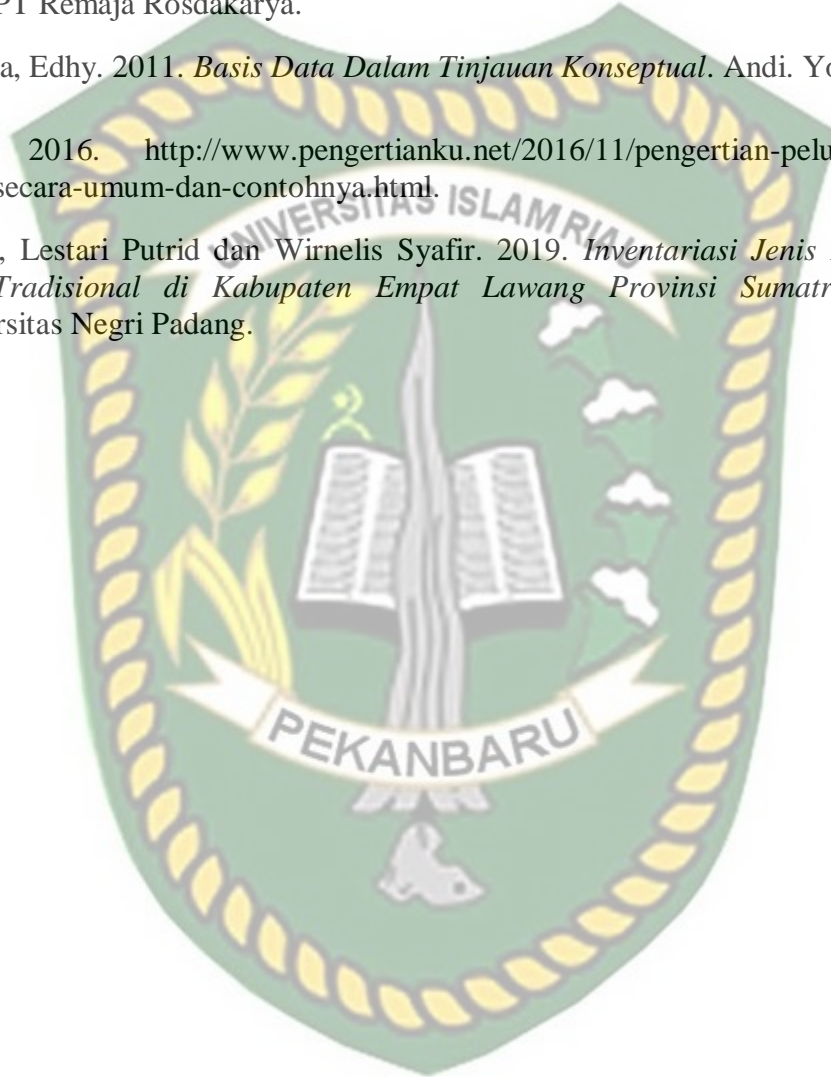 PT Remaja Rosdakarya.
a, Edhy. 2011. Basis Data Dalam Tinjauan Konseptual. Andi. Yo
2016. http://www.pengertianku.net/2016/11/pengertian-pelu
secara-umum-dan-contohnya.html.
, Lestari Putrid dan Wirnelis Syafir. 2019. Inventariasi Jenis
Tradisional di Kabupaten Empat Lawang Provinsi Sumatr
rsitas Negri Padang.
UNIVERSITAS ISLAM RIAU
PEKANBARU